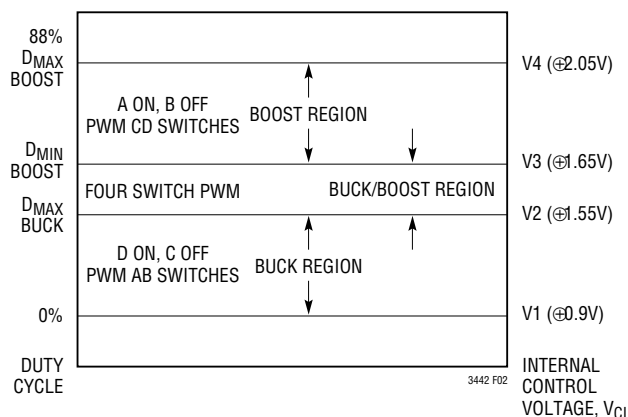 88%
DMAX
BOOST
V4 (⊕2.05V)
A ON, B OFF
PWM CD SWITCHES
BOOST REGION
DMIN
BOOST
V3 (⊕1.65V)
FOUR SWITCH PWM
BUCK/BOOST REGION
DMAX
BUCK
V2 (⊕1.55V)
D ON, C OFF
PWM AB SWITCHES
BUCK REGION
0%
V1 (⊕0.9V)
DUTY
CYCLE
3442 F02
INTERNAL
CONTROL
VOLTAGE, VCI